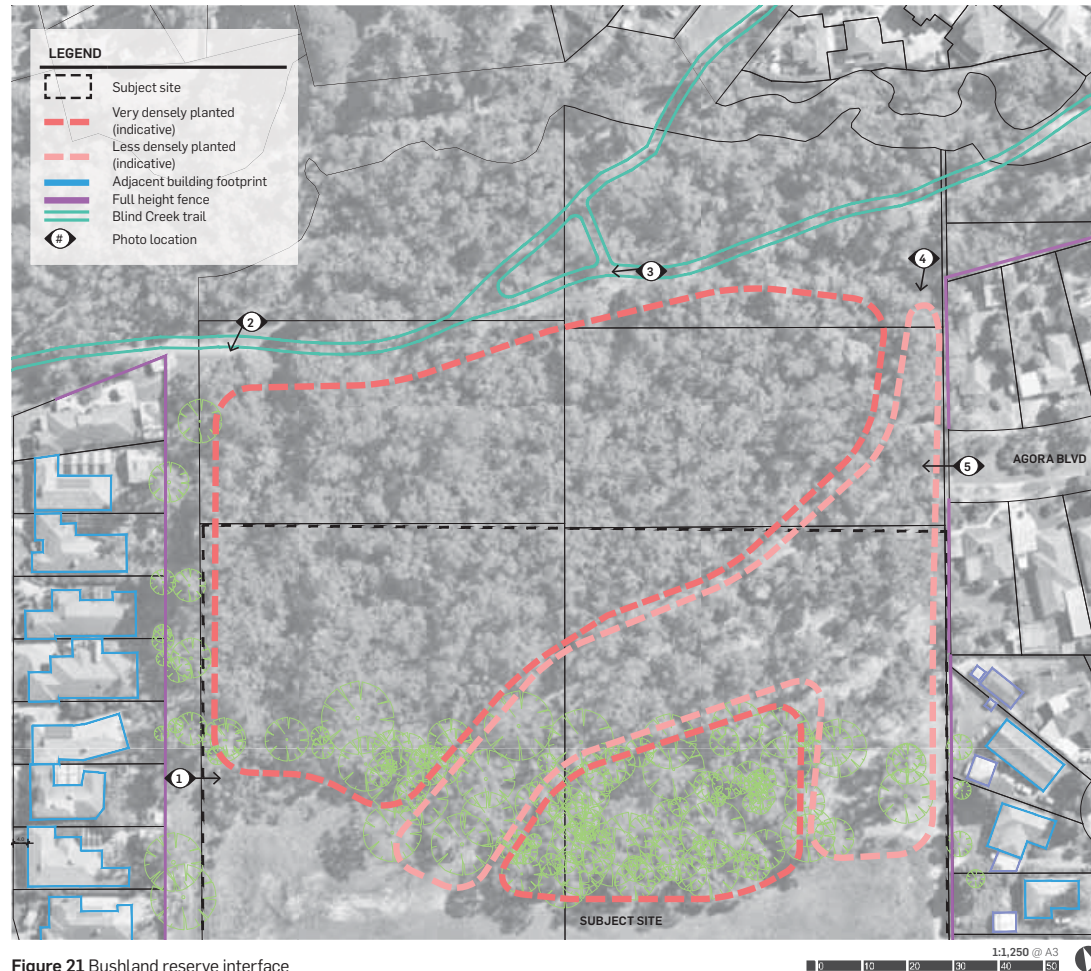 LEGEND
Subject site
Very densely planted
(indicative)
Less densely planted
(indicative)
Adjacent building footprint
Full height fence
Blind Creek trail
#
Photo location
4
3
2
5
AGORA BLVD
1
SUBJECT SITE
Figure 21 Bushland reserve interface
1:1,250 @ A3
0 10 20 30 40 50